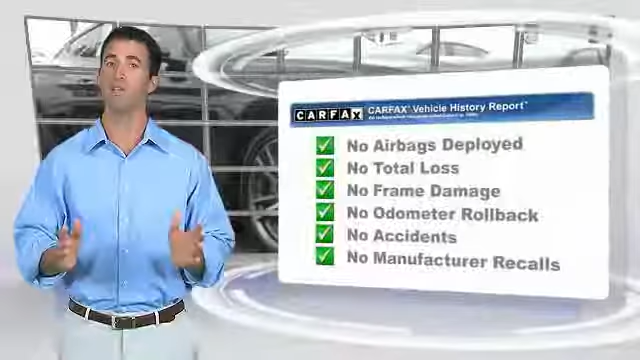 CARFAX CARFAX Vehicle History Report™
No Airbags Deployed
No Total Loss
No Frame Damage
No Odometer Rollback
No Accidents
No Manufacturer Recalls